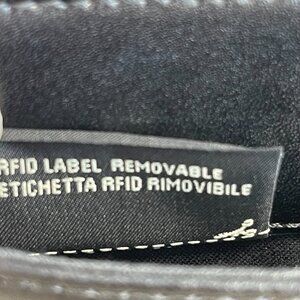 RFID LABEL REMOVABLE
ETICHETTA RFID RIMOVIBILE